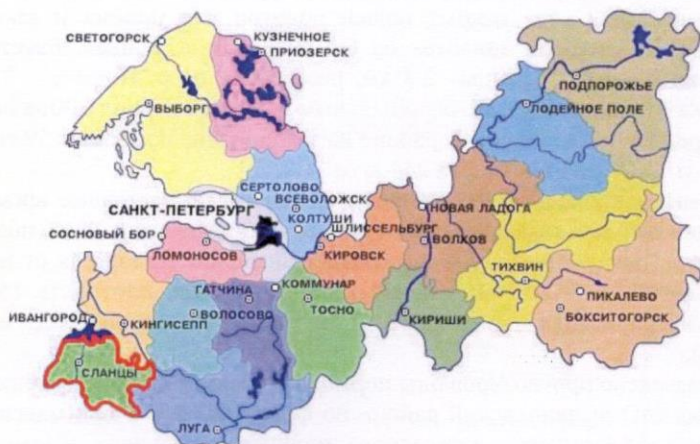 СВЕТОГОРСК
КУЗНЕЧНОЕ
ПРИОЗЕРСК
ПОДПОРОЖЬЕ
ВЫБОРГ
ЛОДЕЙНОЕ ПОЛЕ
СЕРТОЛОВО
ВСЕВОЛОЖСК
САНКТ-ПЕТЕРБУРГ
НОВАЯ ЛАДОГА
КОЛТУШИ
ШЛИССЕЛЬБУРГ
СОСНОВЫЙ БОР
ВОЛХОВ
ЛОМОНОСОВ
КИРОВСК
ТИХВИН
КОММУНАР
ГАТЧИНА
ПИКАЛЕВО
ТОСНО
ИВАНГОРОД
ВОЛОСОВО
КИРИШИ
БОКСИТОГОРСК
КИНГИСЕПП
СЛАНЦЫ
ЛУГА